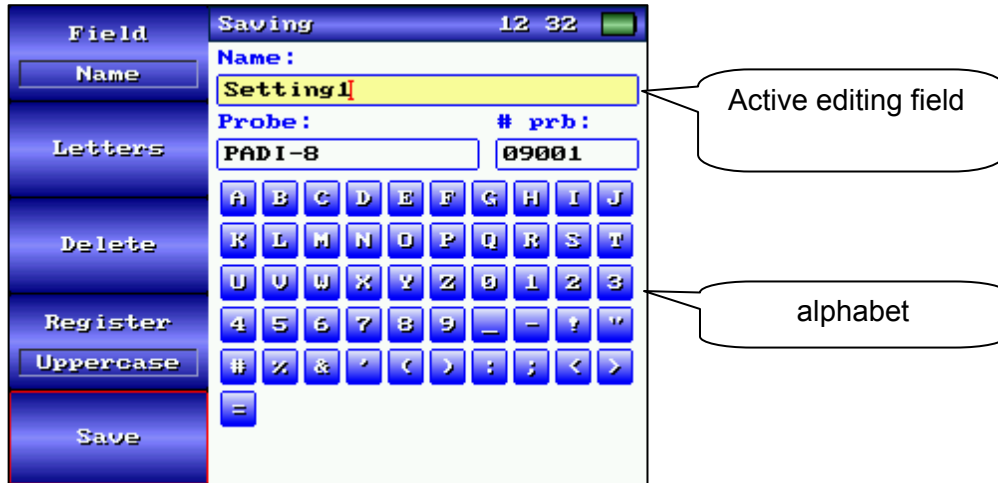 Field
Name
Letters
Delete
Register
Uppercase
Save
Saving 12 32
Name:
Setting1
Probe: # prb:
PADI-8 09001
A B C D E F G H I J
K L M N O P Q R S T
U V W X Y Z 0 1 2 3
4 5 6 7 8 9 _ - ! "
# % & ' ( ) : ; < >
=
Active editing field
alphabet